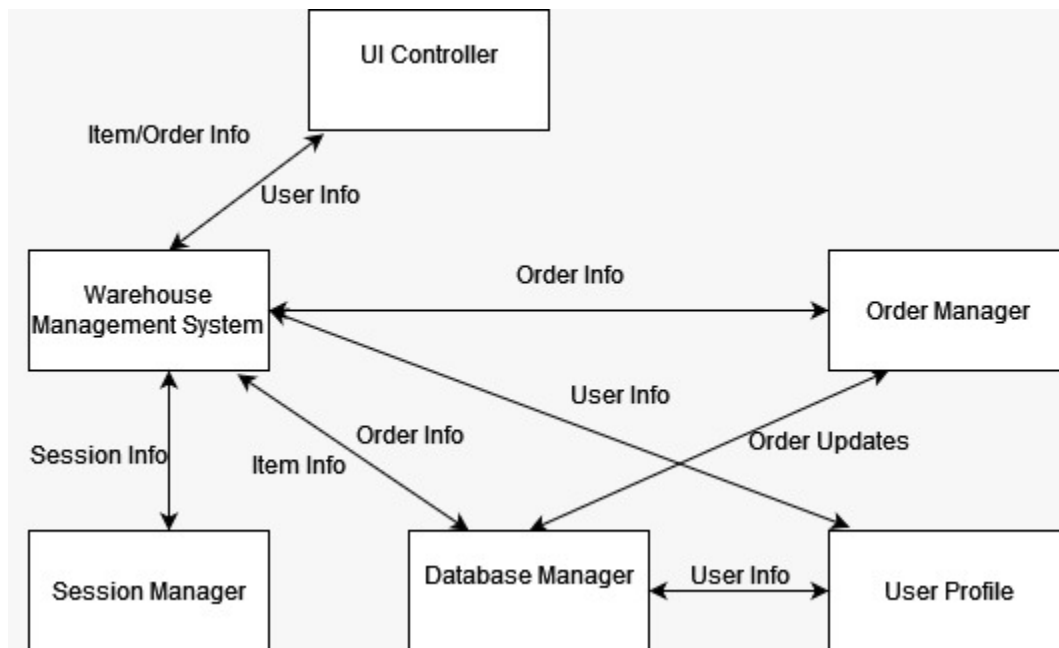 UI Controller
Item/Order Info
User Info
Warehouse
Management System
Order Info
Order Manager
User Info
Order Info
Order Updates
Session Info
Item Info
Session Manager
Database Manager
User Info
User Profile